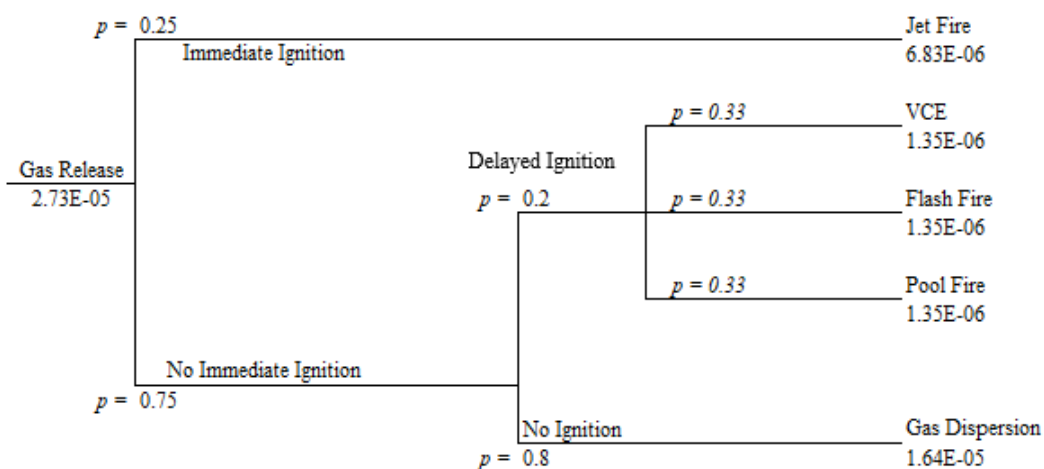 p = 0.25
Immediate Ignition
Jet Fire
6.83E-06
p = 0.33
VCE
1.35E-06
Gas Release
2.73E-05
Delayed Ignition
p = 0.2
p = 0.33
Flash Fire
1.35E-06
p = 0.33
Pool Fire
1.35E-06
No Immediate Ignition
p = 0.75
No Ignition
p = 0.8
Gas Dispersion
1.64E-05